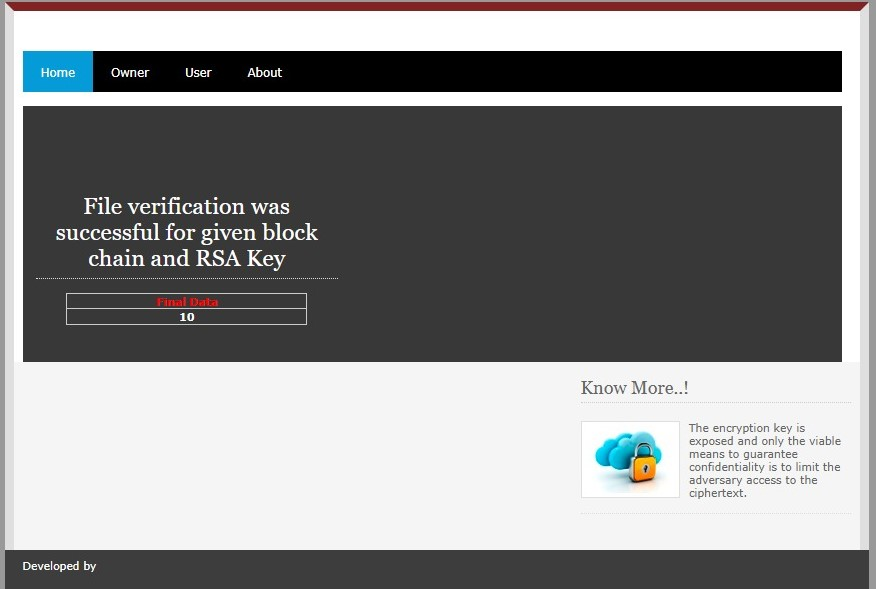 Home Owner User About
File verification was
successful for given block
chain and RSA Key
Final Data
10
Know More..!
The encryption key is
exposed and only the viable
means to guarantee
confidentiality is to limit the
adversary access to the
ciphertext.
Developed by